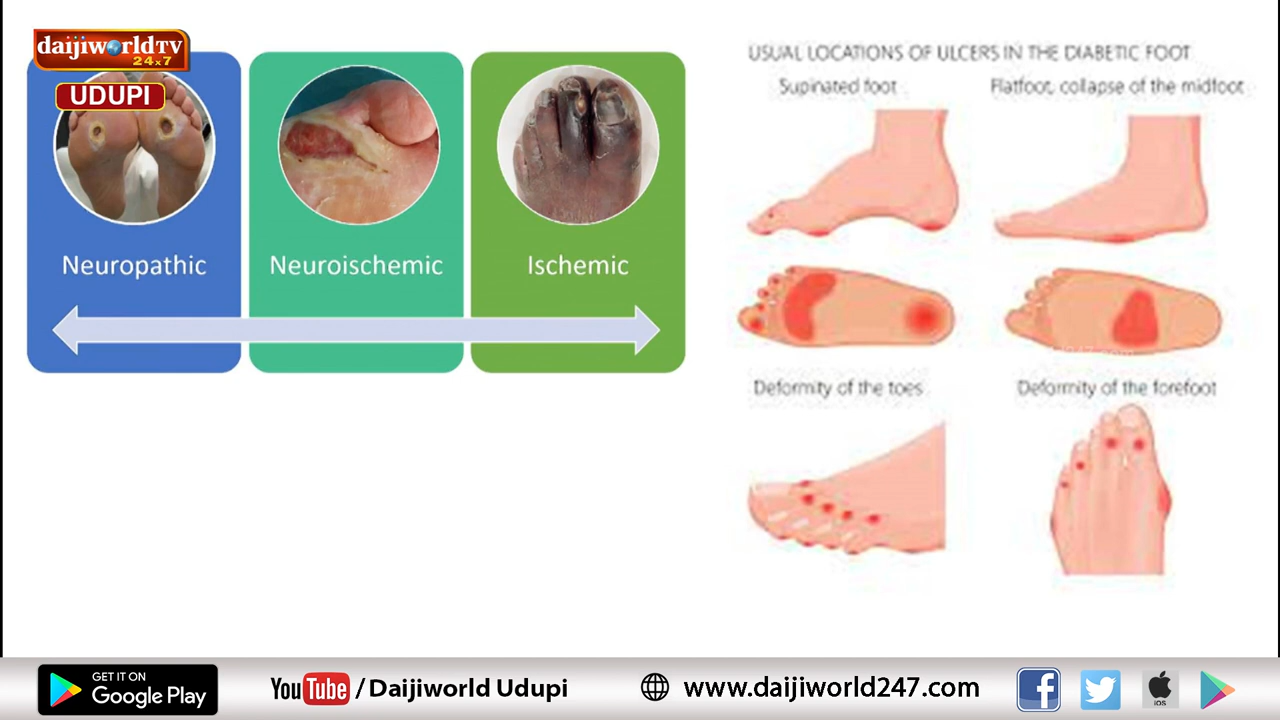 daijiworldTV
24x7
UDUPI
Neuropathic
Neuroischemic
Ischemic
USUAL LOCATIONS OF ULCERS IN THE DIABETIC FOOT
Supinated foot
Flatfoot, collapse of the midfoot
Deformity of the toes
Deformity of the forefoot
GET IT ON
Google Play
YouTube / Daijiworld Udupi
www.daijiworld247.com
iOS